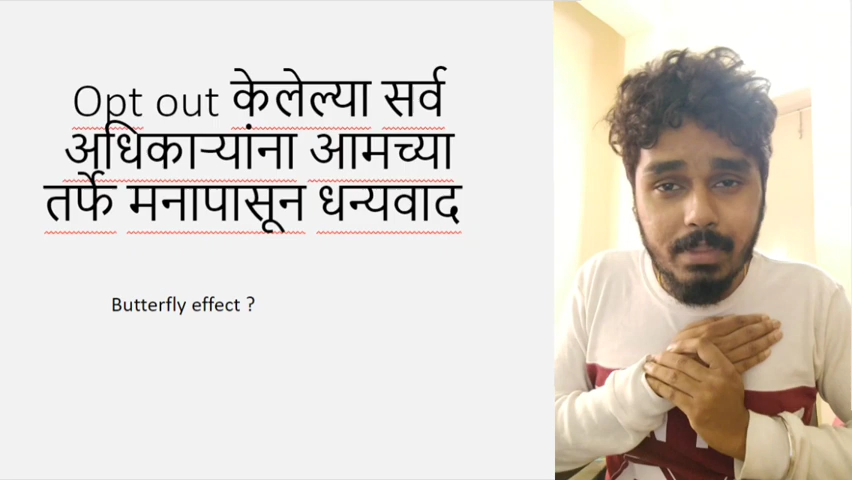 Opt out केलेल्या सर्व
अधिकाऱ्यांना आमच्या
तर्फे मनापासून धन्यवाद
Butterfly effect ?